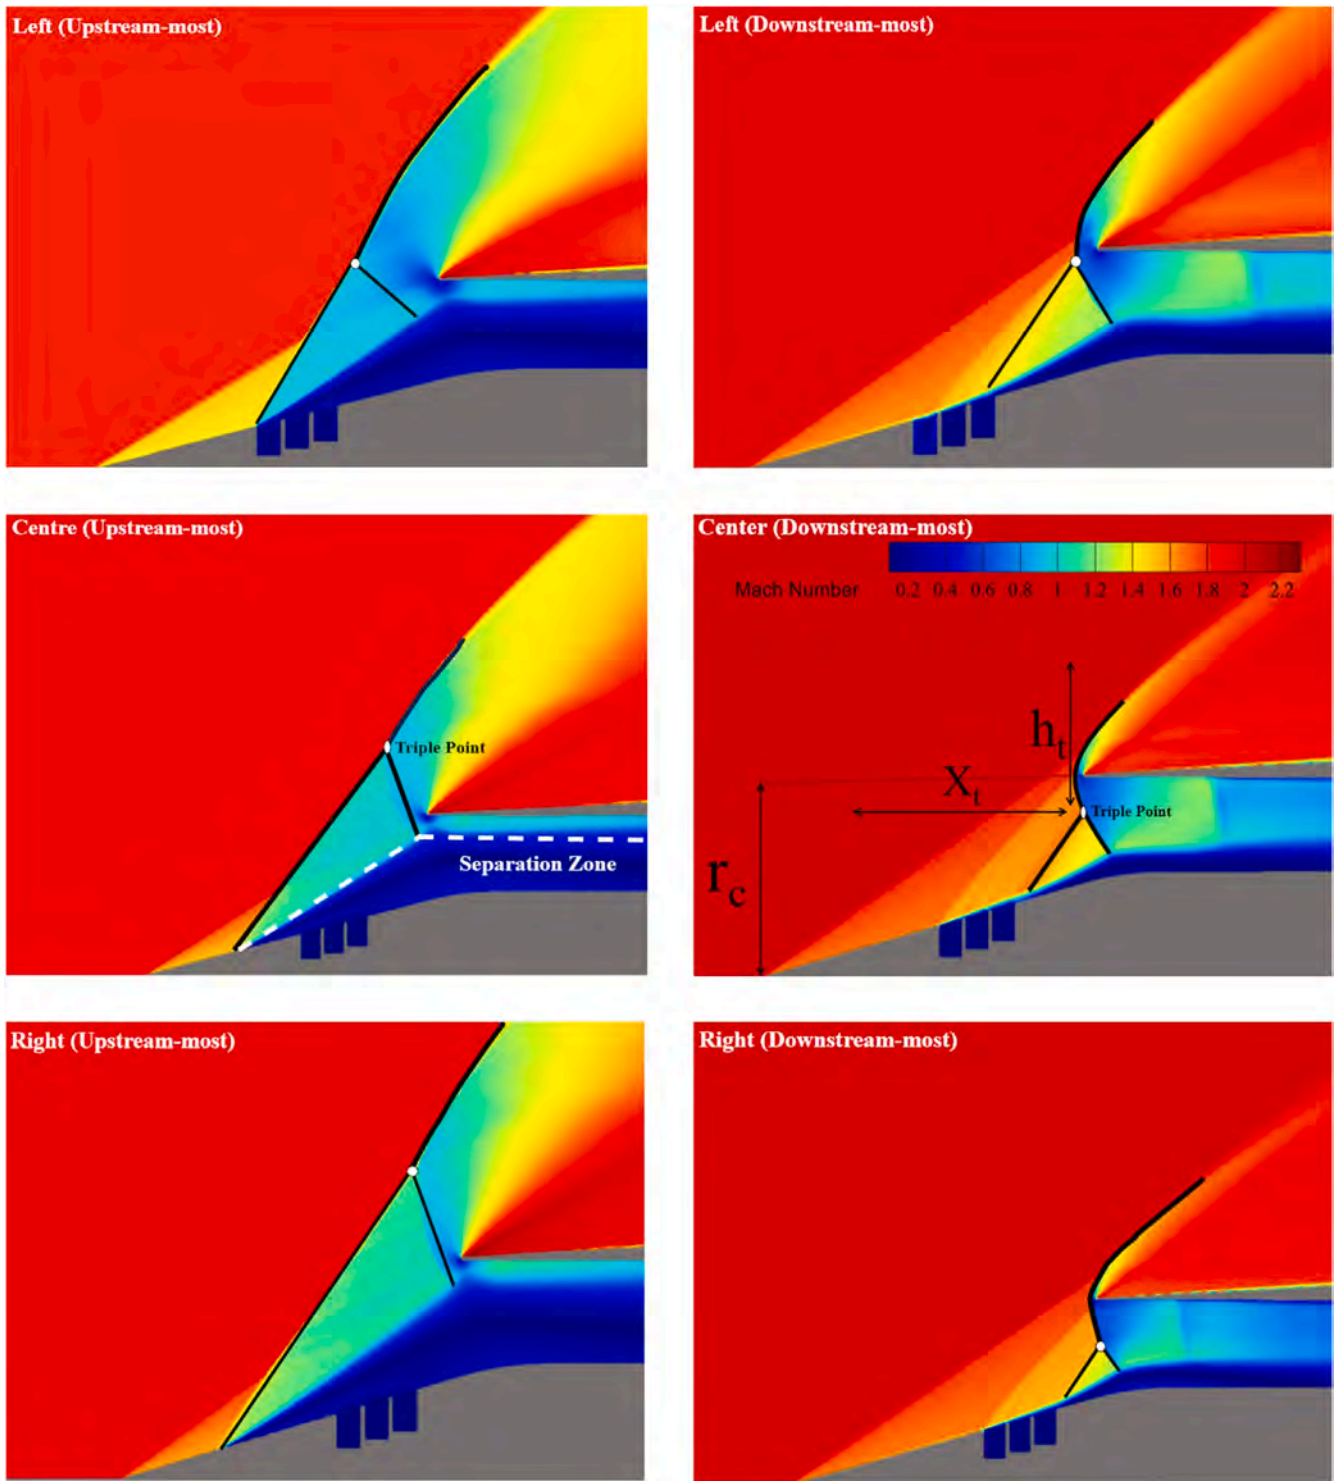 Left (Upstream-most)
Left (Downstream-most)
Centre (Upstream-most)
Triple Point
Separation Zone
Center (Downstream-most)
Mach Number 0.2 0.4 0.6 0.8 1 1.2 1.4 1.6 1.8 2 2.2
h_t
X_t
Triple Point
r_c
Right (Upstream-most)
Right (Downstream-most)